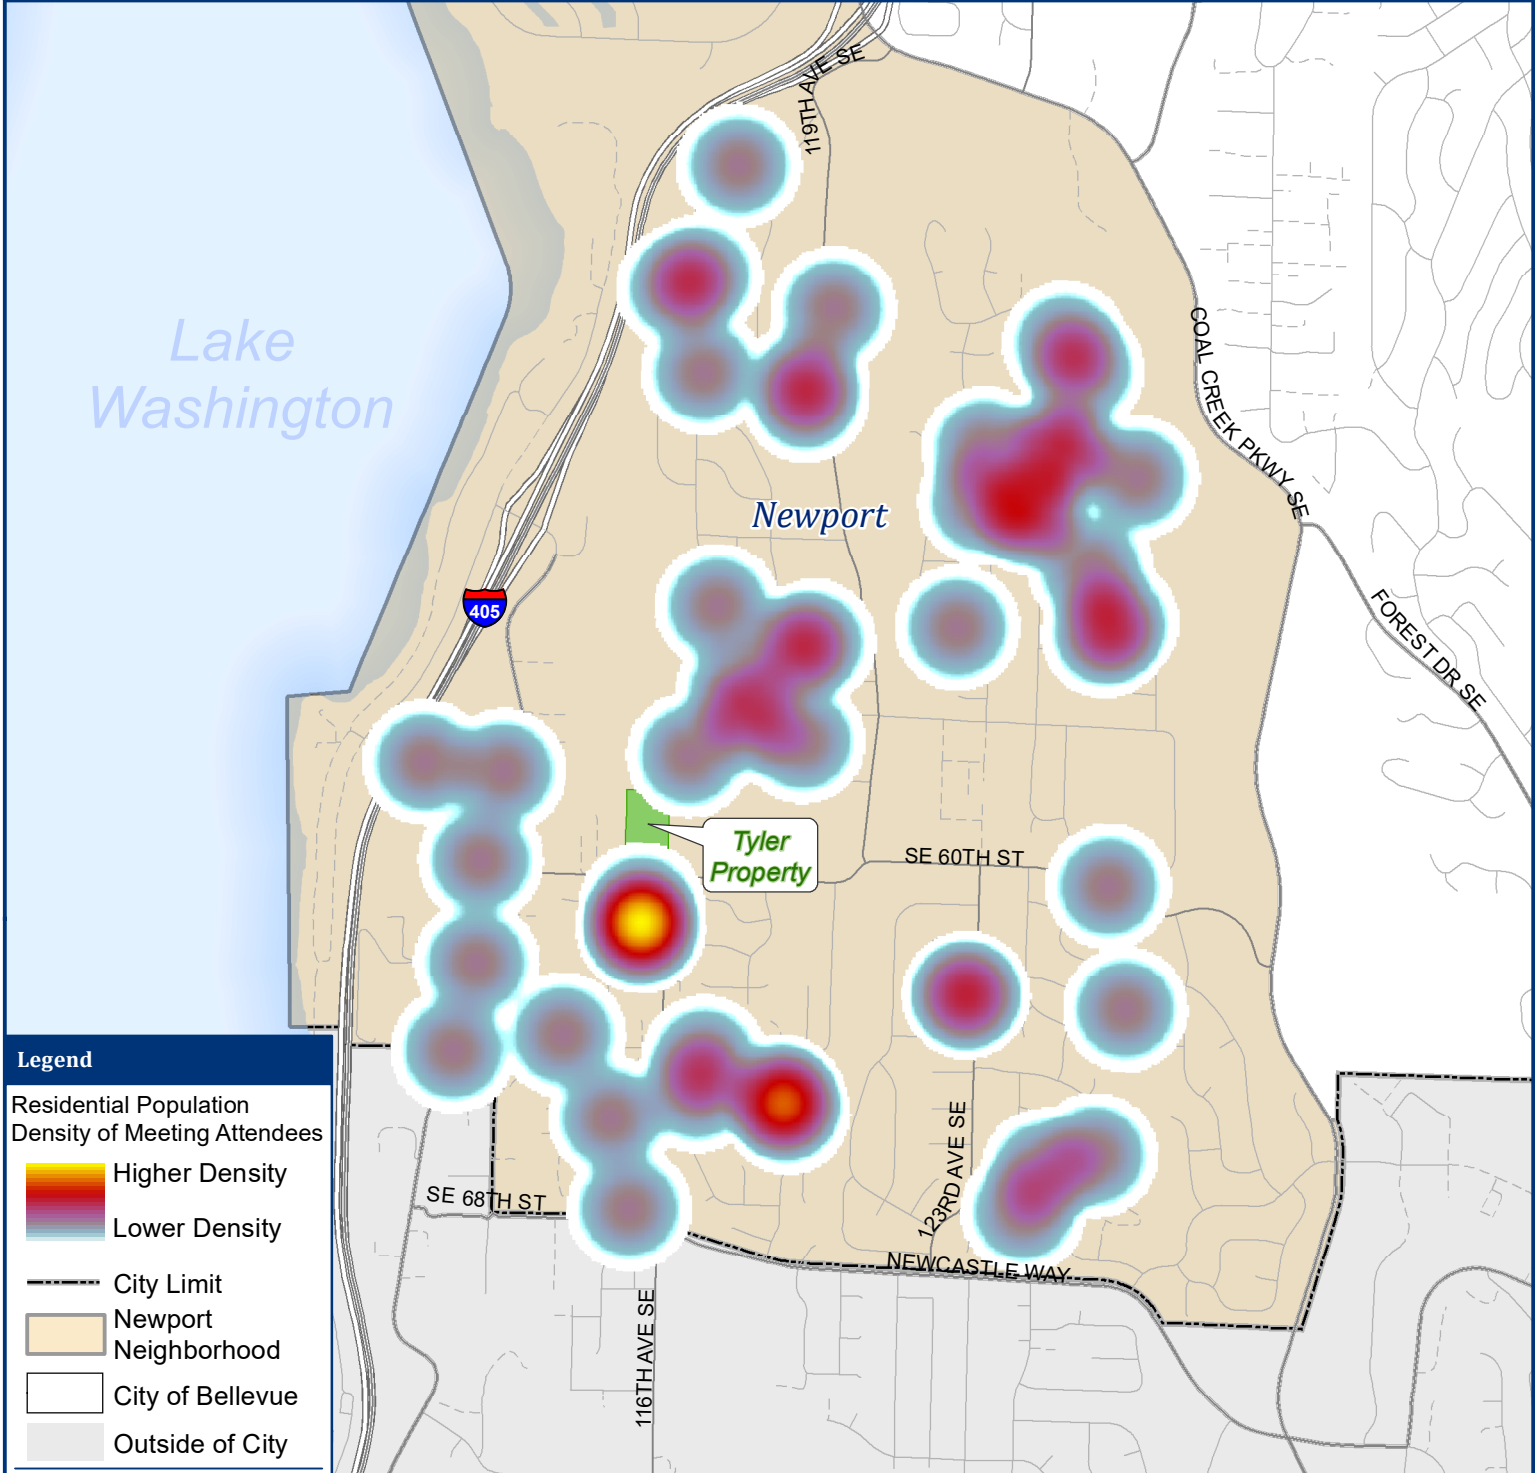 119TH AVE SE
Lake
Washington
COAL CREEK PKWY SE
Newport
405
FOREST DR SE
Tyler
Property
SE 60TH ST
Legend
Residential Population
Density of Meeting Attendees
Higher Density
Lower Density
City Limit
Newport
Neighborhood
City of Bellevue
Outside of City
123RD AVE SE
SE 68TH ST
NEWCASTLE WAY
116TH AVE SE